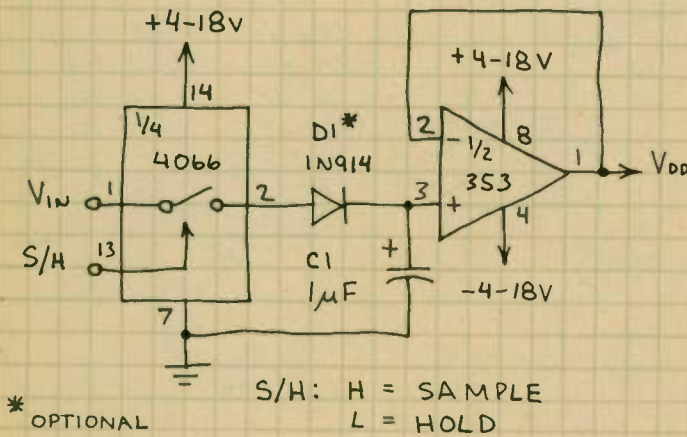 +4-18V
14
1/4
4066
VIN
1
2
S/H
13
7
D1*
1N914
C1
1µF
+
+4-18V
2
-
8
1/2
353
3
+
1
VDD
4
-4-18V
* OPTIONAL
S/H: H = SAMPLE
L = HOLD